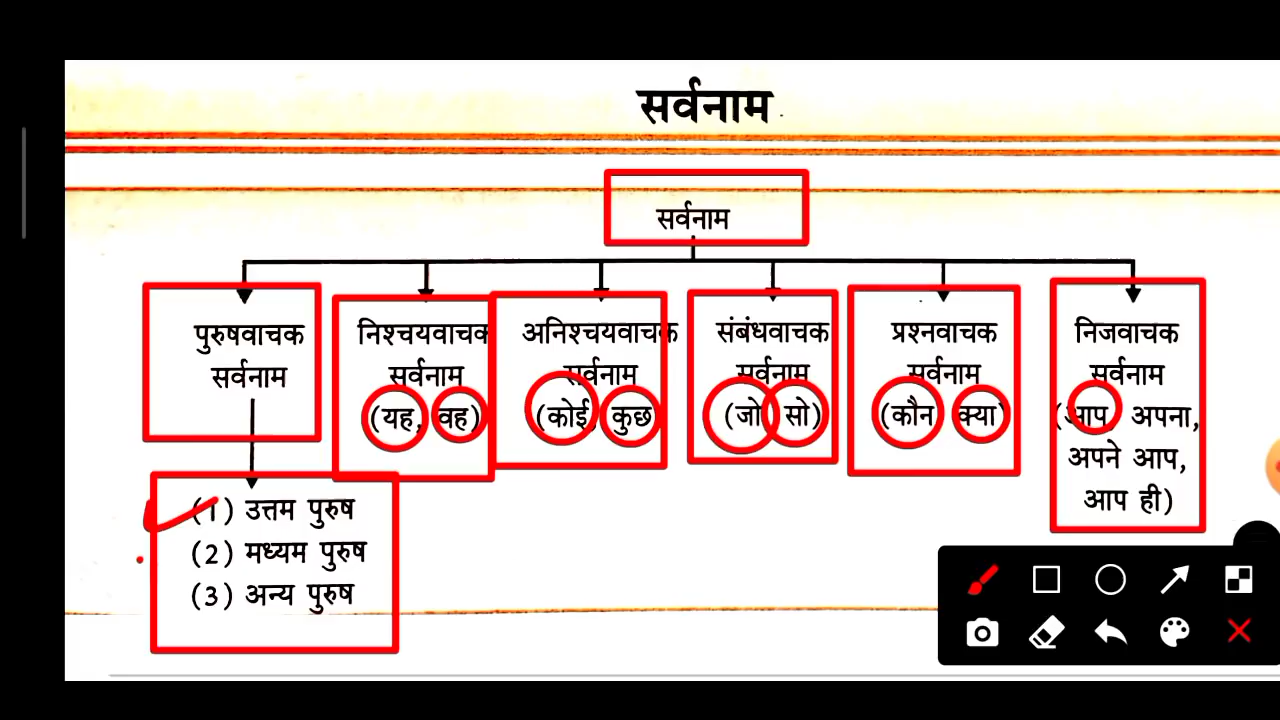 सर्वनाम
सर्वनाम
पुरुषवाचक
सर्वनाम
निश्चयवाचक
सर्वनाम
(यह, वह)
अनिश्चयवाचक
सर्वनाम
(कोई, कुछ)
संबंधवाचक
सर्वनाम
(जो सो)
प्रश्नवाचक
सर्वनाम
(कौन क्या)
निजवाचक
सर्वनाम
(आप, अपना,
अपने आप,
आप ही)
(1) उत्तम पुरुष
(2) मध्यम पुरुष
(3) अन्य पुरुष